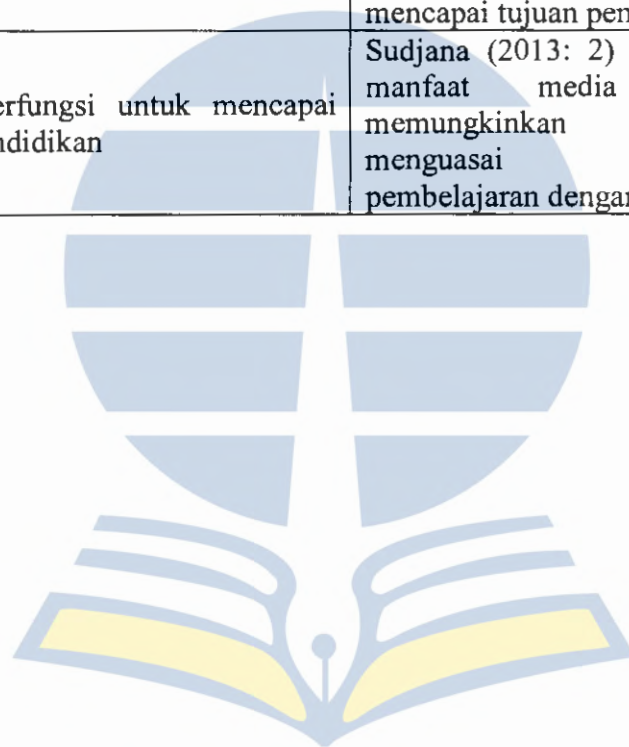 mencapai tujuan pen
erfungsi untuk mencapai
ndidikan
Sudjana (2013: 2)
manfaat media
memungkinkan
menguasai
pembelajaran dengan